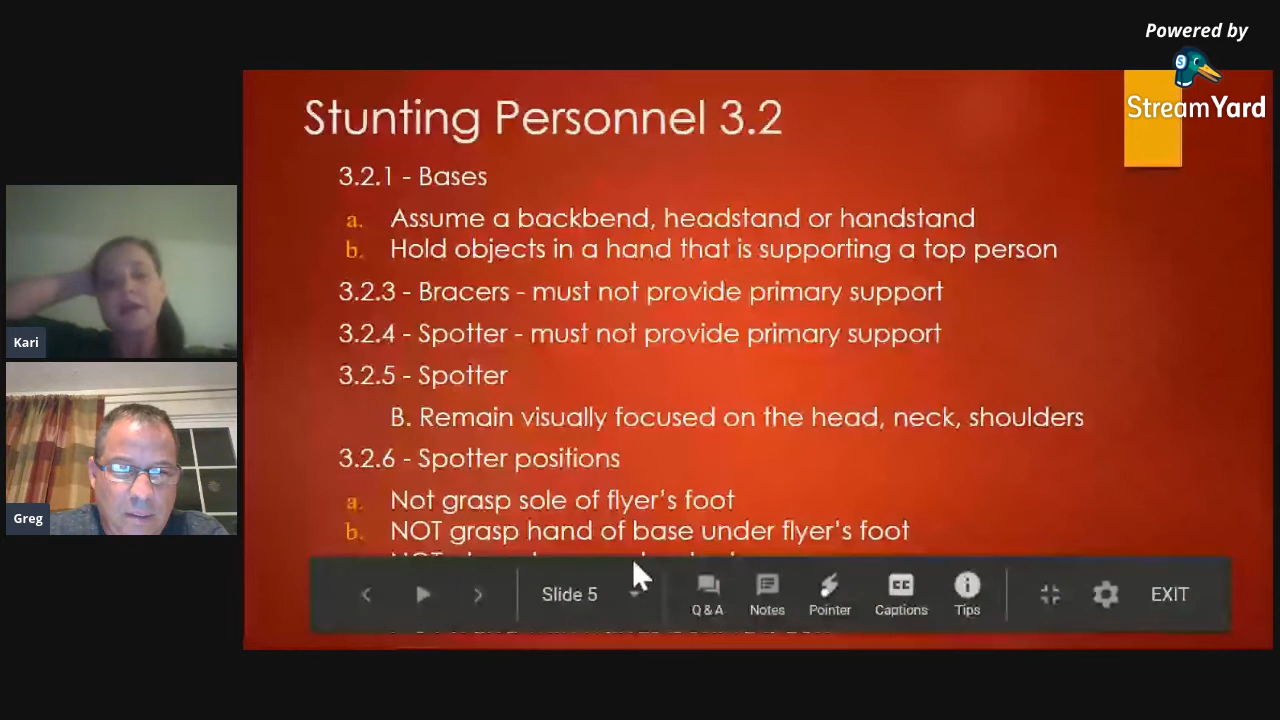 Powered by
StreamYard
Stunting Personnel 3.2
3.2.1 - Bases
a. Assume a backbend, headstand or handstand
b. Hold objects in a hand that is supporting a top person
3.2.3 - Bracers - must not provide primary support
3.2.4 - Spotter - must not provide primary support
3.2.5 - Spotter
B. Remain visually focused on the head, neck, shoulders
3.2.6 - Spotter positions
a. Not grasp sole of flyer's foot
b. NOT grasp hand of base under flyer's foot
NOT
Kari
Greg
Slide 5
Q & A
Notes
Pointer
Captions
Tips
EXIT